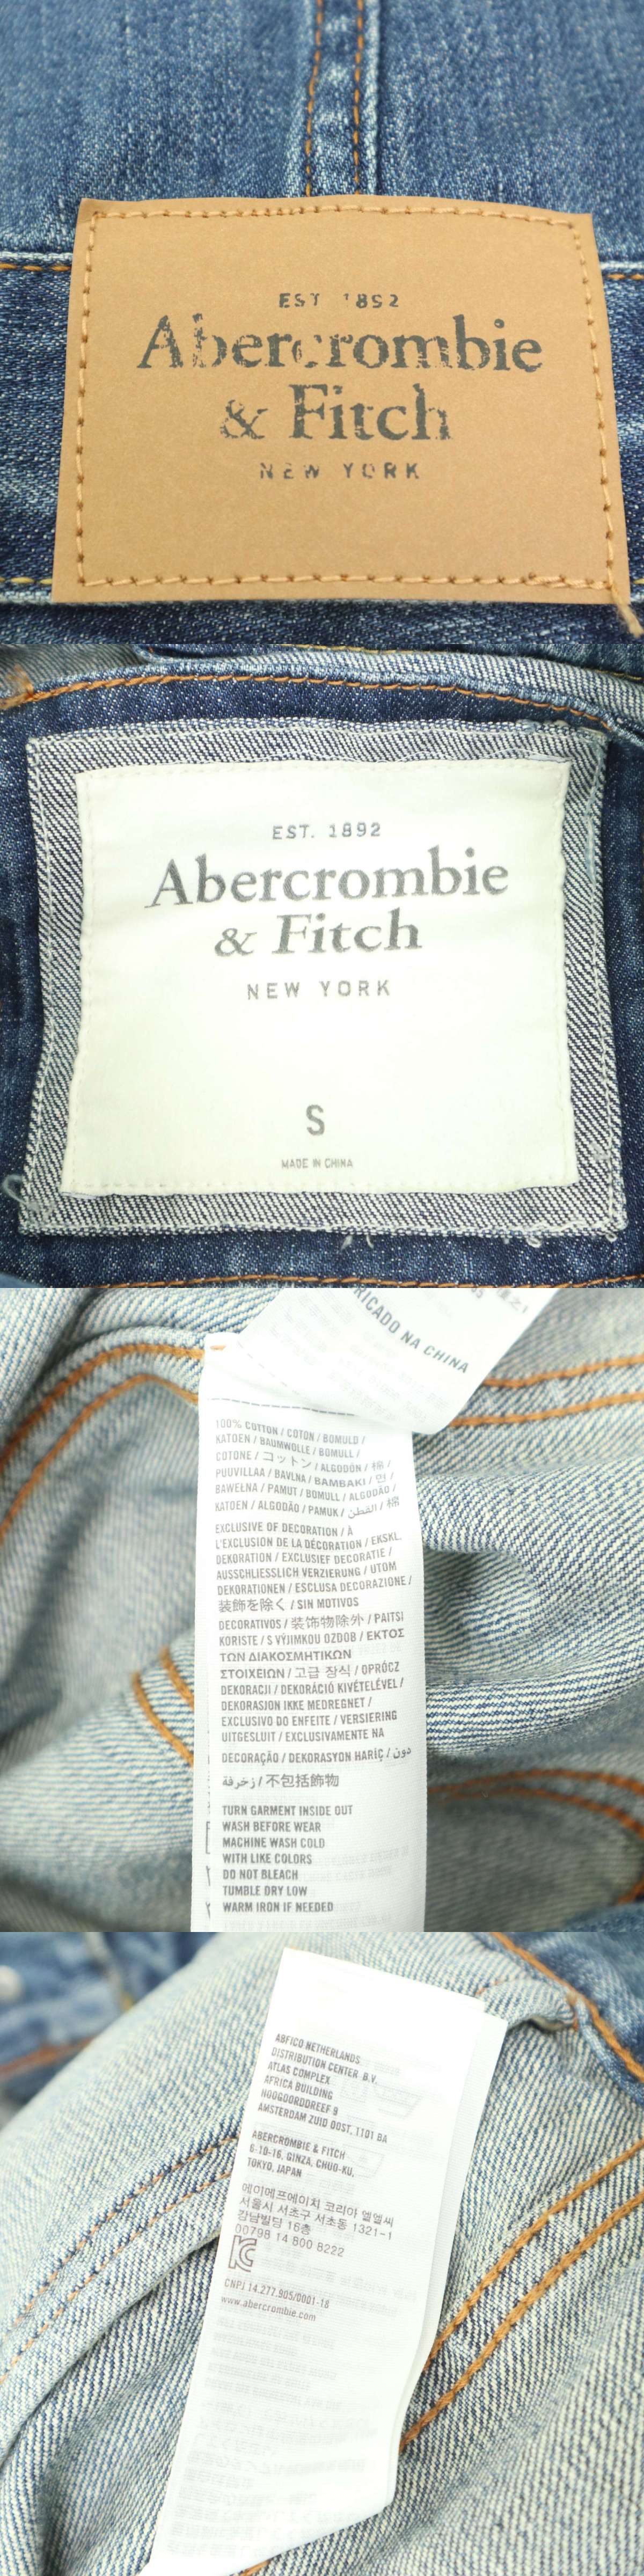 EST 1892
Abercrombie
& Fitch
NEW YORK
EST. 1892
Abercrombie
& Fitch
NEW YORK
S
MADE IN CHINA
RICADO NA CHINA
100% COTTON / COTON / BOMULD /
KATOEN / BAUMWOLLE / BOMULL /
COTONE / コットン / ALGODÓN / 棉 /
PUUVILLAA / BAVLNA / ΒΑΜΒΑΚΙ / 면 /
BAWEŁNA / PAMUT / BOMULL / ALGODÃO /
KATOEN / ALGODÃO / PAMUK / القطن / 棉
EXCLUSIVE OF DECORATION / À
L'EXCLUSION DE LA DÉCORATION / EKSKL.
DEKORATION / EXCLUSIEF DECORATIE /
AUSSCHLIESSLICH VERZIERUNG / UTOM
DEKORATIONEN / ESCLUSA DECORAZIONE /
装飾を除く / SIN MOTIVOS
DECORATIVOS / 装饰物除外 / PAITSI
KORISTE / S VÝJIMKOU OZDOB / ΕΚΤΟΣ
ΤΩΝ ΔΙΑΚΟΣΜΗΤΙΚΩΝ
ΣΤΟΙΧΕΙΩΝ / 고급 장식 / OPRÓCZ
DEKORACJI / DEKORÁCIÓ KIVÉTELÉVEL /
DEKORASJON IKKE MEDREGNET /
EXCLUSIVO DO ENFEITE / VERSIERING
UITGESLUIT / EXCLUSIVAMENTE NA
DECORAÇÃO / DEKORASYON HARİÇ / دون
زخرفة / 不包括飾物
TURN GARMENT INSIDE OUT
WASH BEFORE WEAR
MACHINE WASH COLD
WITH LIKE COLORS
DO NOT BLEACH
TUMBLE DRY LOW
WARM IRON IF NEEDED
ABFICO NETHERLANDS
DISTRIBUTION CENTER B.V.
ATLAS COMPLEX
AFRICA BUILDING
HOOGOORDDREEF 9
AMSTERDAM ZUID OOST, 1101 BA
ABERCROMBIE & FITCH
6-10-16, GINZA, CHUO-KU,
TOKYO, JAPAN
에이에프에이치 코리아 엘엘씨
서울시 서초구 서초동 1321-1
강남빌딩 16층
00798 14 800 8222
CNPJ 14.277.905/0001-18
www.abercrombie.com